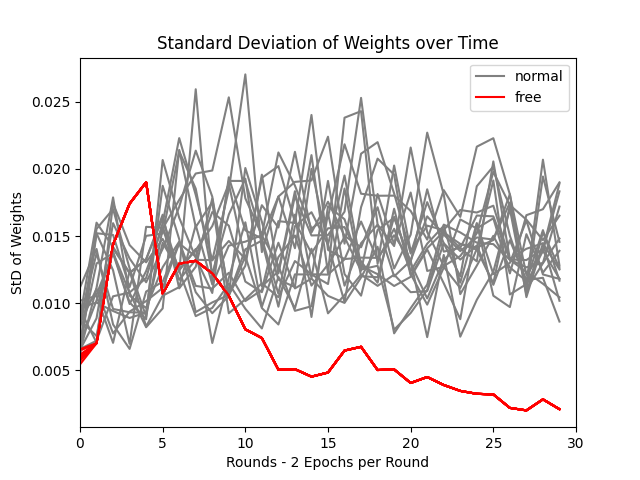 Standard Deviation of Weights over Time
normal
free
StD of Weights
0.025
0.020
0.015
0.010
0.005
0 5 10 15 20 25 30
Rounds - 2 Epochs per Round